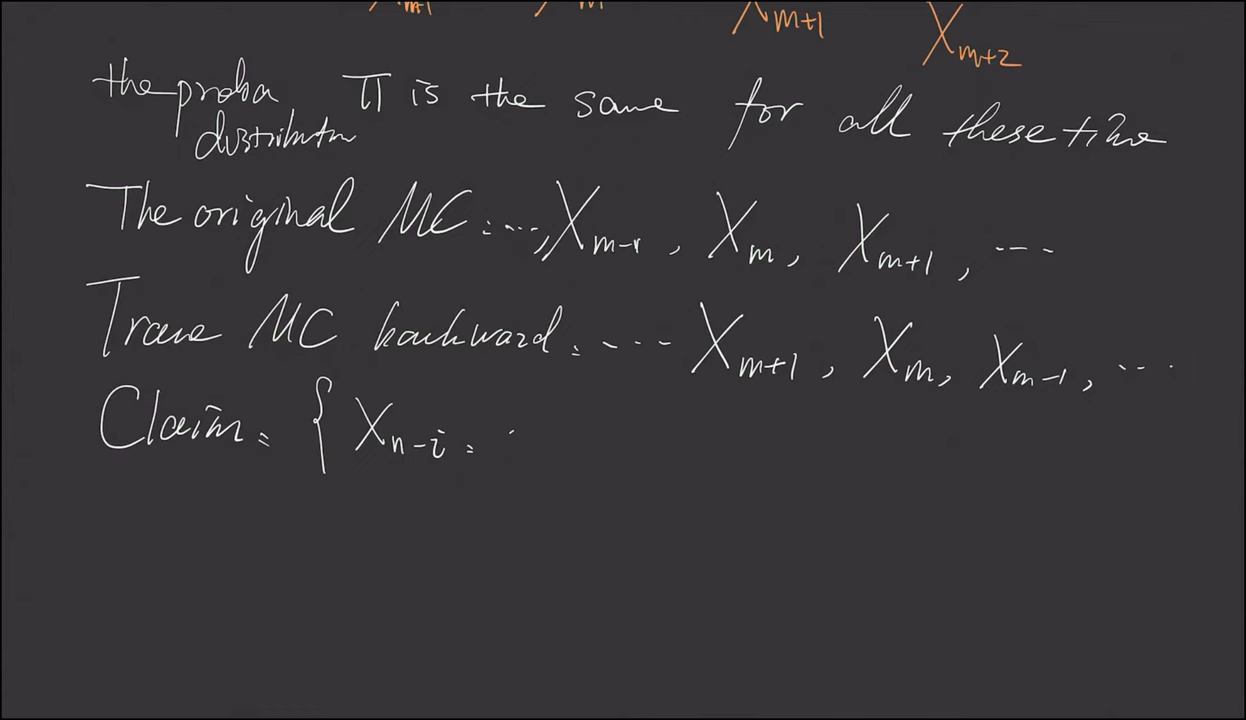 X_{m+1} X_{m+2}
the proba. π is the same for all these time
distribution
The original MC: ..., X_{m-1}, X_m, X_{m+1}, ...
Trace MC backward: .... X_{m+1}, X_m, X_{m-1}, ...
Claim: { X_{n-i} :